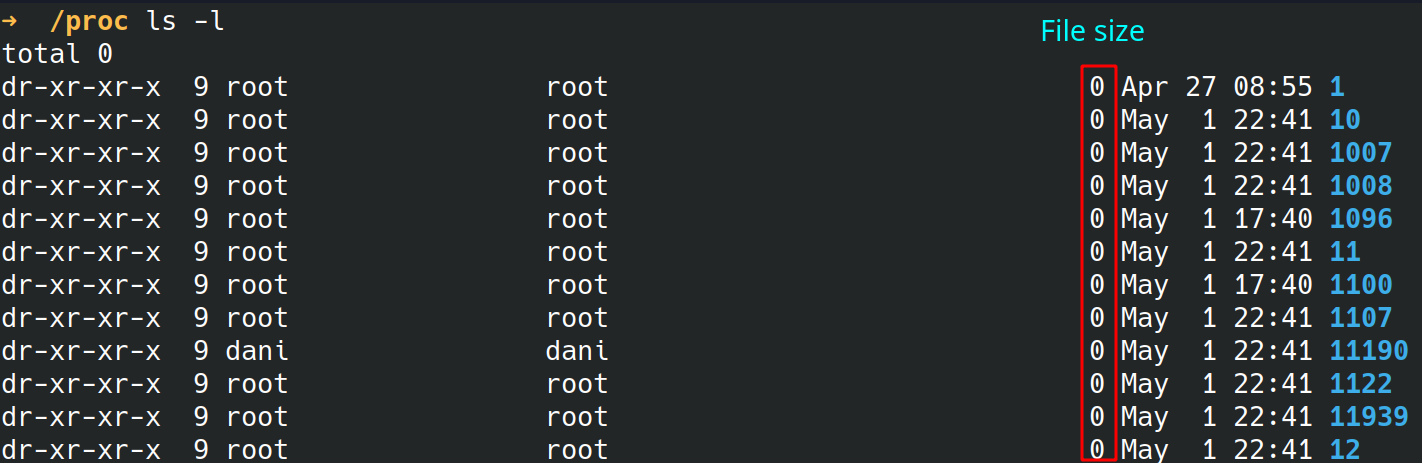 ➜  /proc ls -l
File size
total 0
dr-xr-xr-x  9 root                root                              0 Apr 27 08:55 1
dr-xr-xr-x  9 root                root                              0 May  1 22:41 10
dr-xr-xr-x  9 root                root                              0 May  1 22:41 1007
dr-xr-xr-x  9 root                root                              0 May  1 22:41 1008
dr-xr-xr-x  9 root                root                              0 May  1 17:40 1096
dr-xr-xr-x  9 root                root                              0 May  1 22:41 11
dr-xr-xr-x  9 root                root                              0 May  1 17:40 1100
dr-xr-xr-x  9 root                root                              0 May  1 22:41 1107
dr-xr-xr-x  9 dani                dani                              0 May  1 22:41 11190
dr-xr-xr-x  9 root                root                              0 May  1 22:41 1122
dr-xr-xr-x  9 root                root                              0 May  1 22:41 11939
dr-xr-xr-x  9 root                root                              0 May  1 22:41 12